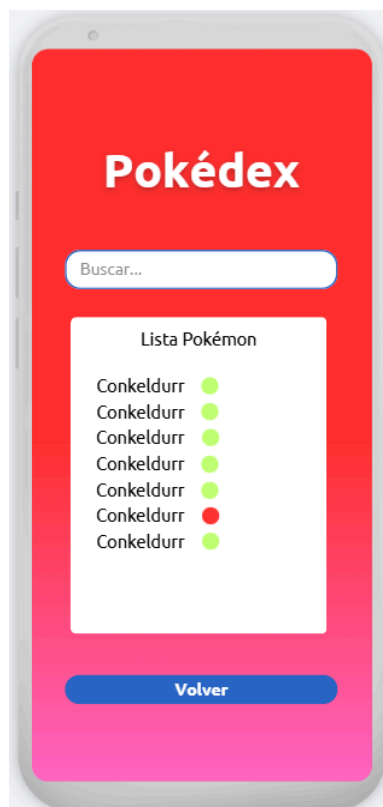 Pokédex
Buscar...
Lista Pokémon
Conkeldurr
Conkeldurr
Conkeldurr
Conkeldurr
Conkeldurr
Conkeldurr
Conkeldurr
Volver